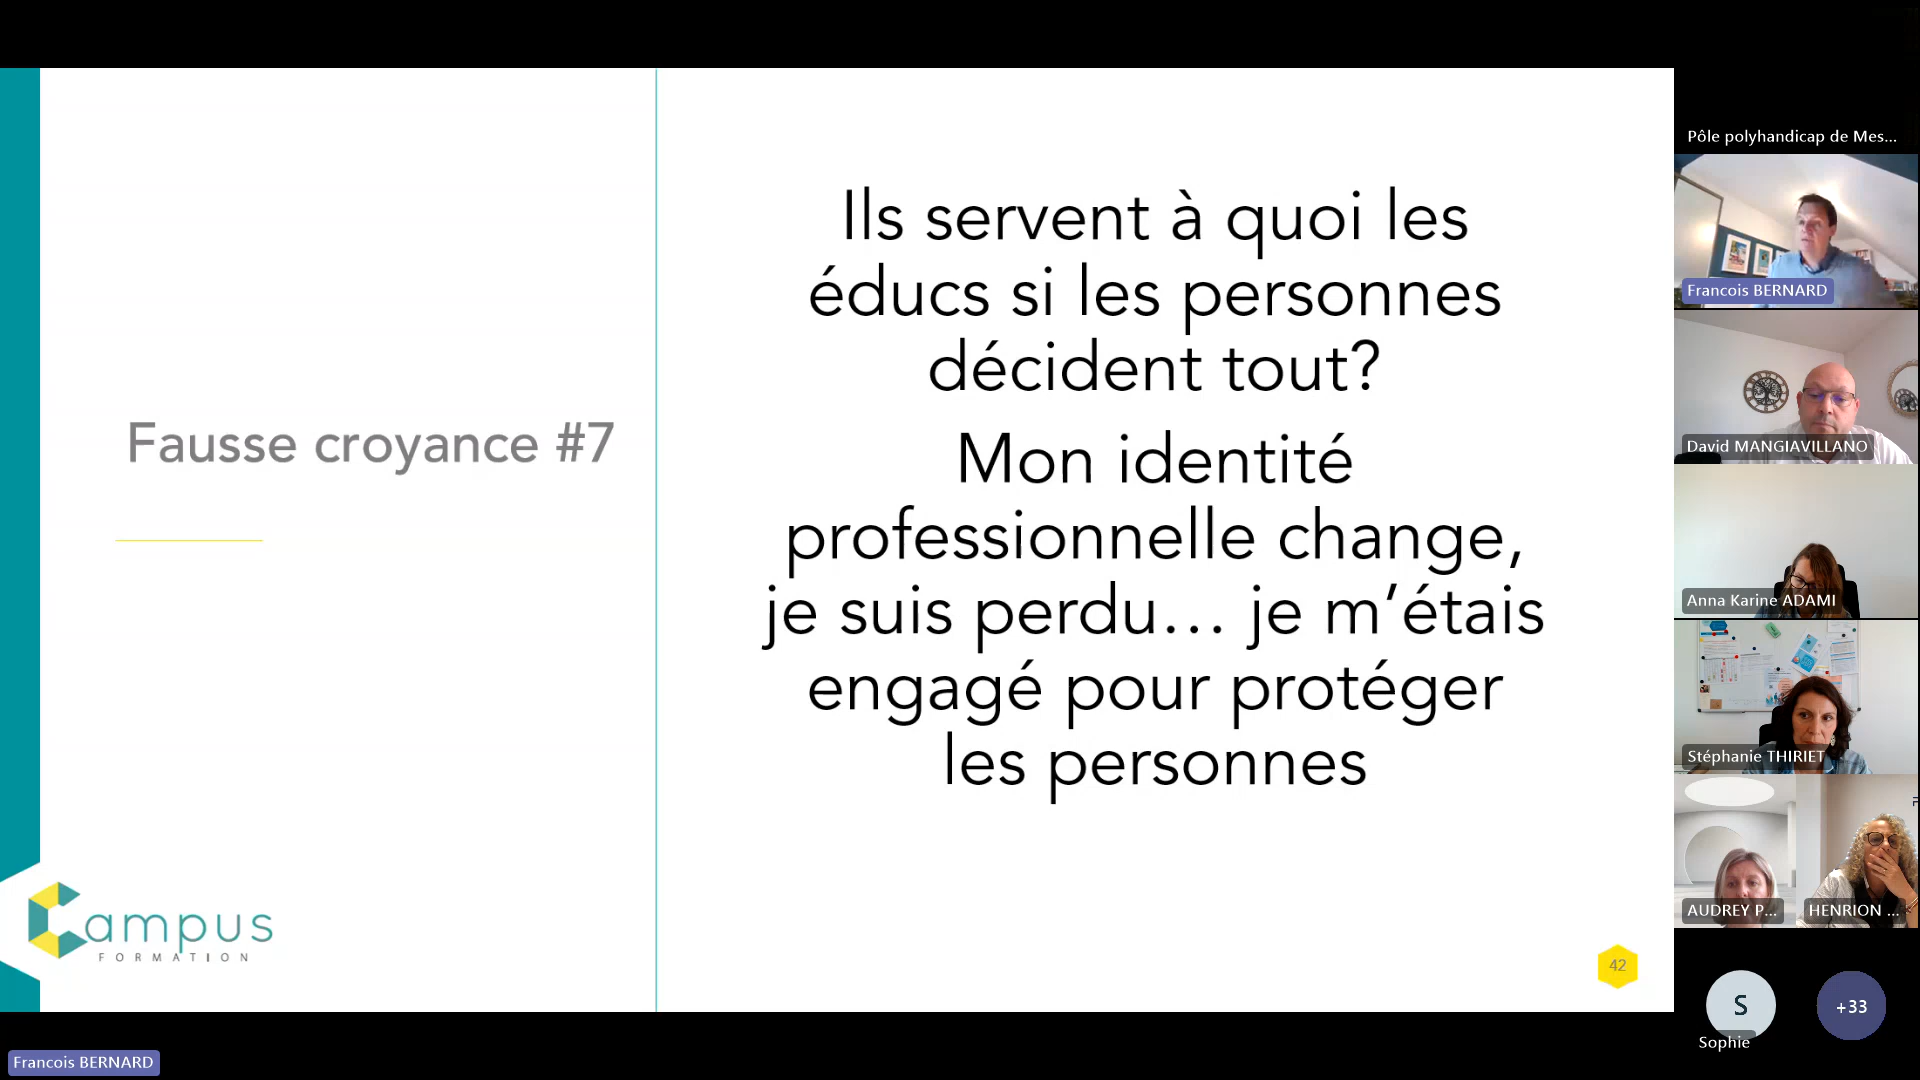 Fausse croyance #7
Ils servent à quoi les
éducs si les personnes
décident tout?
Mon identité
professionnelle change,
je suis perdu... je m’étais
engagé pour protéger
les personnes
Campus
FORMATION
42
Pôle polyhandicap de Mes...
Francois BERNARD
David MANGIAVILLANO
Anna Karine ADAMI
Stéphanie THIRIET
AUDREY P...
HENRION ...
S
Sophie
+33
Francois BERNARD